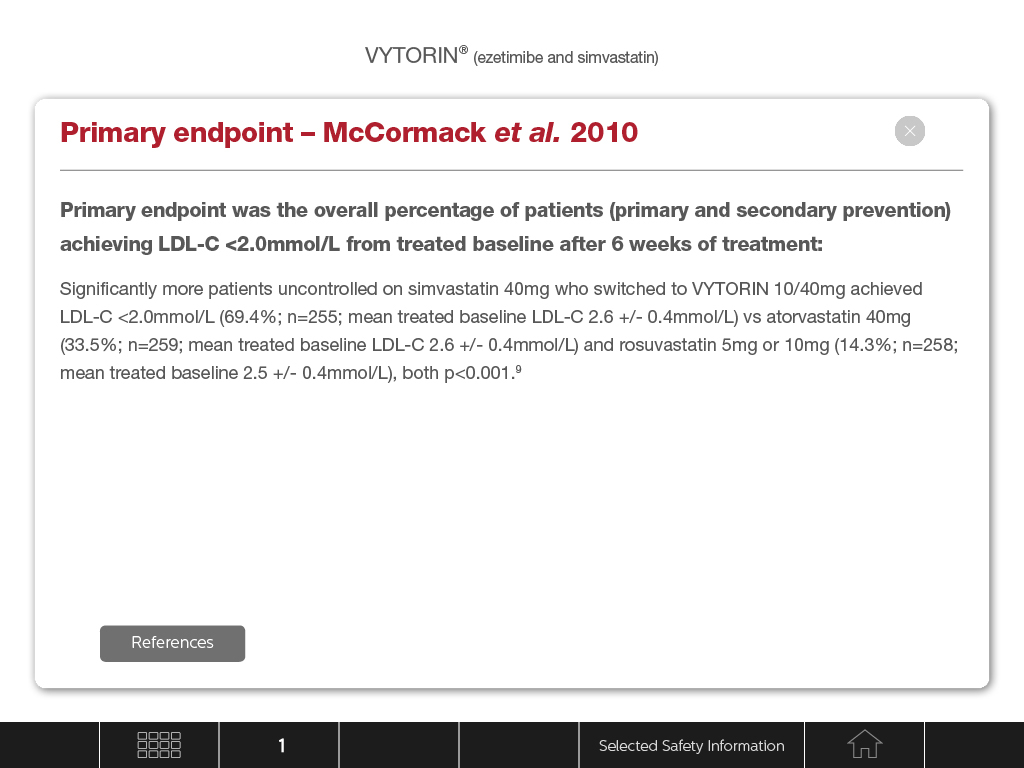 VYTORIN® (ezetimibe and simvastatin)
Primary endpoint – McCormack et al. 2010
Primary endpoint was the overall percentage of patients (primary and secondary prevention)
achieving LDL-C <2.0mmol/L from treated baseline after 6 weeks of treatment:
Significantly more patients uncontrolled on simvastatin 40mg who switched to VYTORIN 10/40mg achieved
LDL-C <2.0mmol/L (69.4%; n=255; mean treated baseline LDL-C 2.6 +/- 0.4mmol/L) vs atorvastatin 40mg
(33.5%; n=259; mean treated baseline LDL-C 2.6 +/- 0.4mmol/L) and rosuvastatin 5mg or 10mg (14.3%; n=258;
mean treated baseline 2.5 +/- 0.4mmol/L), both p<0.001.⁹
References
1
Selected Safety Information